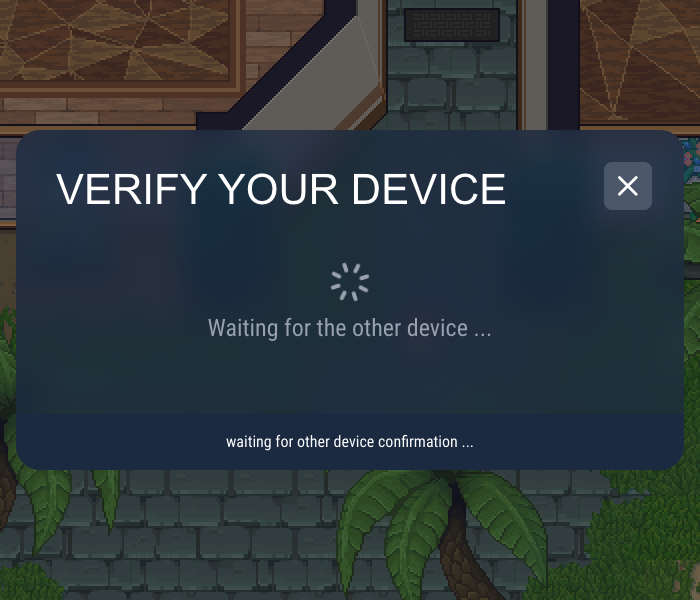 VERIFY YOUR DEVICE
Waiting for the other device ...
waiting for other device confirmation ...